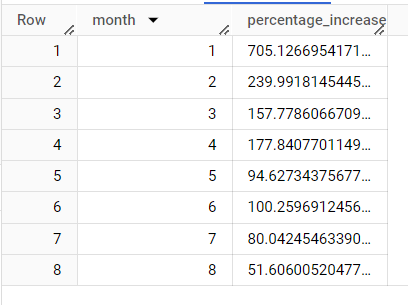 Row month percentage_increase
1 1 705.1266954171...
2 2 239.9918145445...
3 3 157.7786066709...
4 4 177.8407701149...
5 5 94.62734375677...
6 6 100.2596912456...
7 7 80.04245463390...
8 8 51.60600520477...